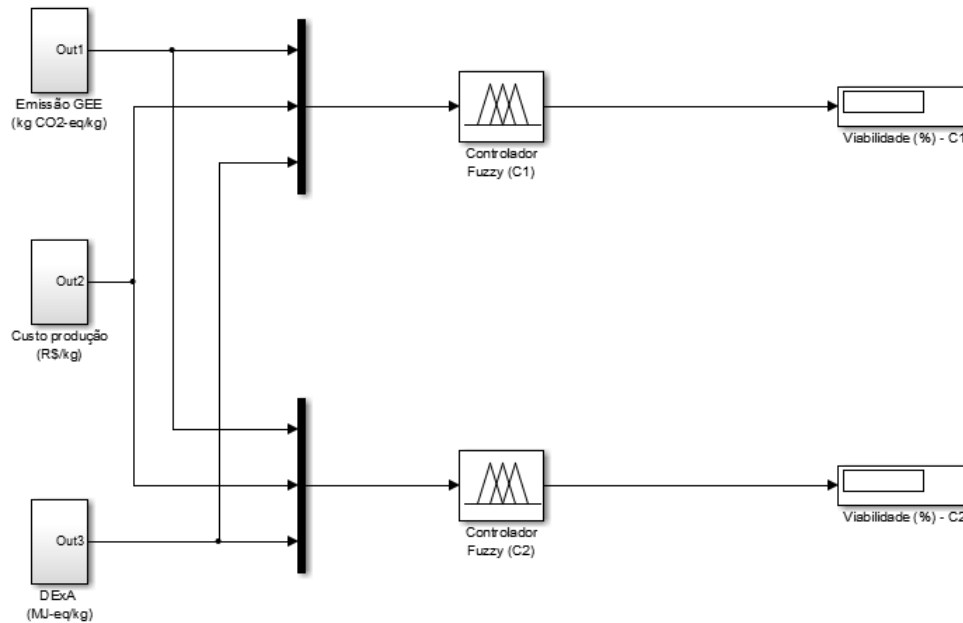 Out1
Emissão GEE
(kg CO2-eq/kg)
Controlador
Fuzzy (C1)
Viabilidade (%) - C1
Out2
Custo produção
(R$/kg)
Out3
DExA
(MJ-eq/kg)
Controlador
Fuzzy (C2)
Viabilidade (%) - C2